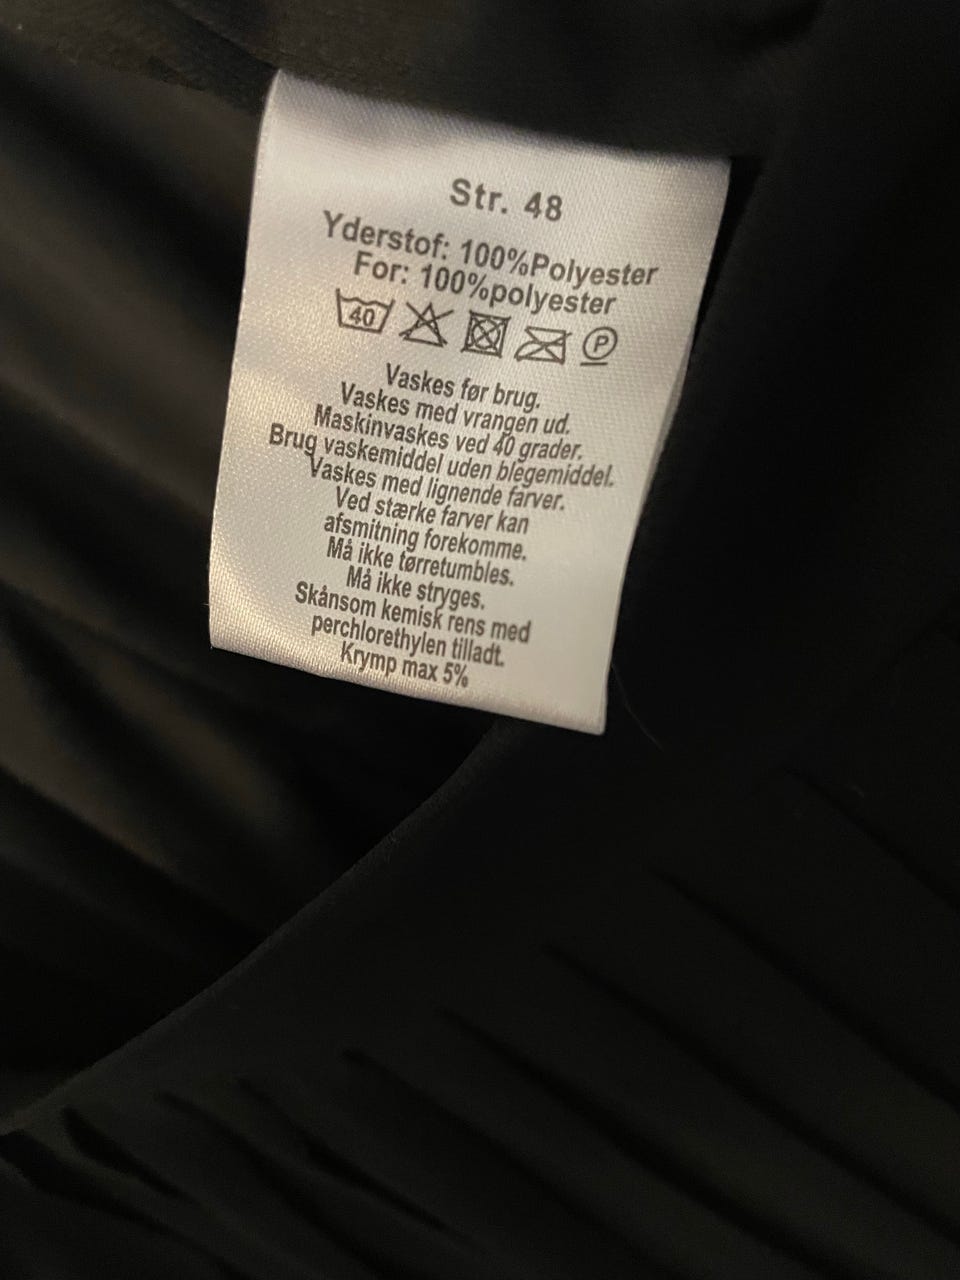 Str. 48
Yderstof: 100%Polyester
For: 100%polyester
40 P
Vaskes før brug.
Vaskes med vrangen ud.
Maskinvaskes ved 40 grader.
Brug vaskemiddel uden blegemiddel.
Vaskes med lignende farver.
Ved stærke farver kan
afsmitning forekomme.
Må ikke tørretumbles.
Må ikke stryges.
Skånsom kemisk rens med
perchlorethylen tilladt.
Krymp max 5%